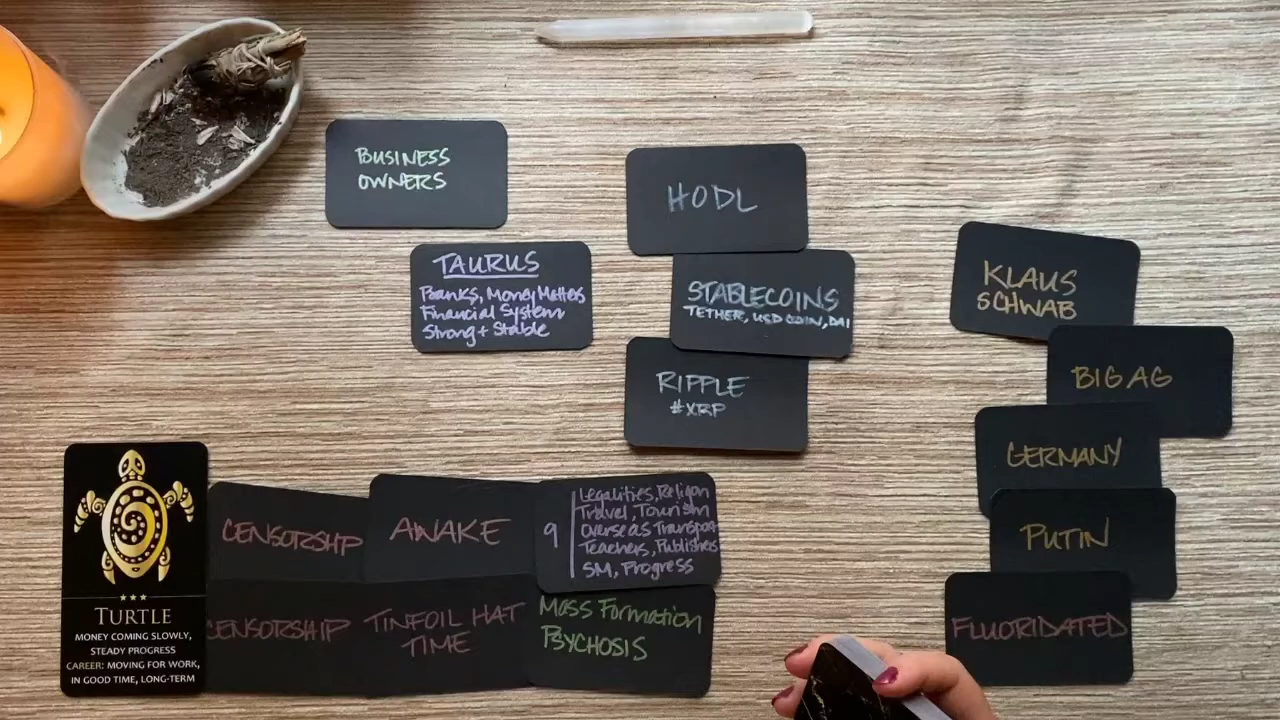 BUSINESS
OWNERS
TAURUS
Banks, Money Matters
Financial System
Strong + Stable
HODL
STABLECOINS
TETHER, USD COIN, DAI
RIPPLE
#XRP
KLAUS
SCHWAB
BIG AG
GERMANY
PUTIN
FLUORIDATED
TURTLE
MONEY COMING SLOWLY,
STEADY PROGRESS
CAREER: MOVING FOR WORK,
IN GOOD TIME, LONG-TERM
CENSORSHIP
AWAKE
9
Legalities, Religon
Travel, Tourism
Overseas Transport
Teachers, Publishers
SM, Progress
CENSORSHIP
TINFOIL HAT
TIME
Mass Formation
PSYCHOSIS